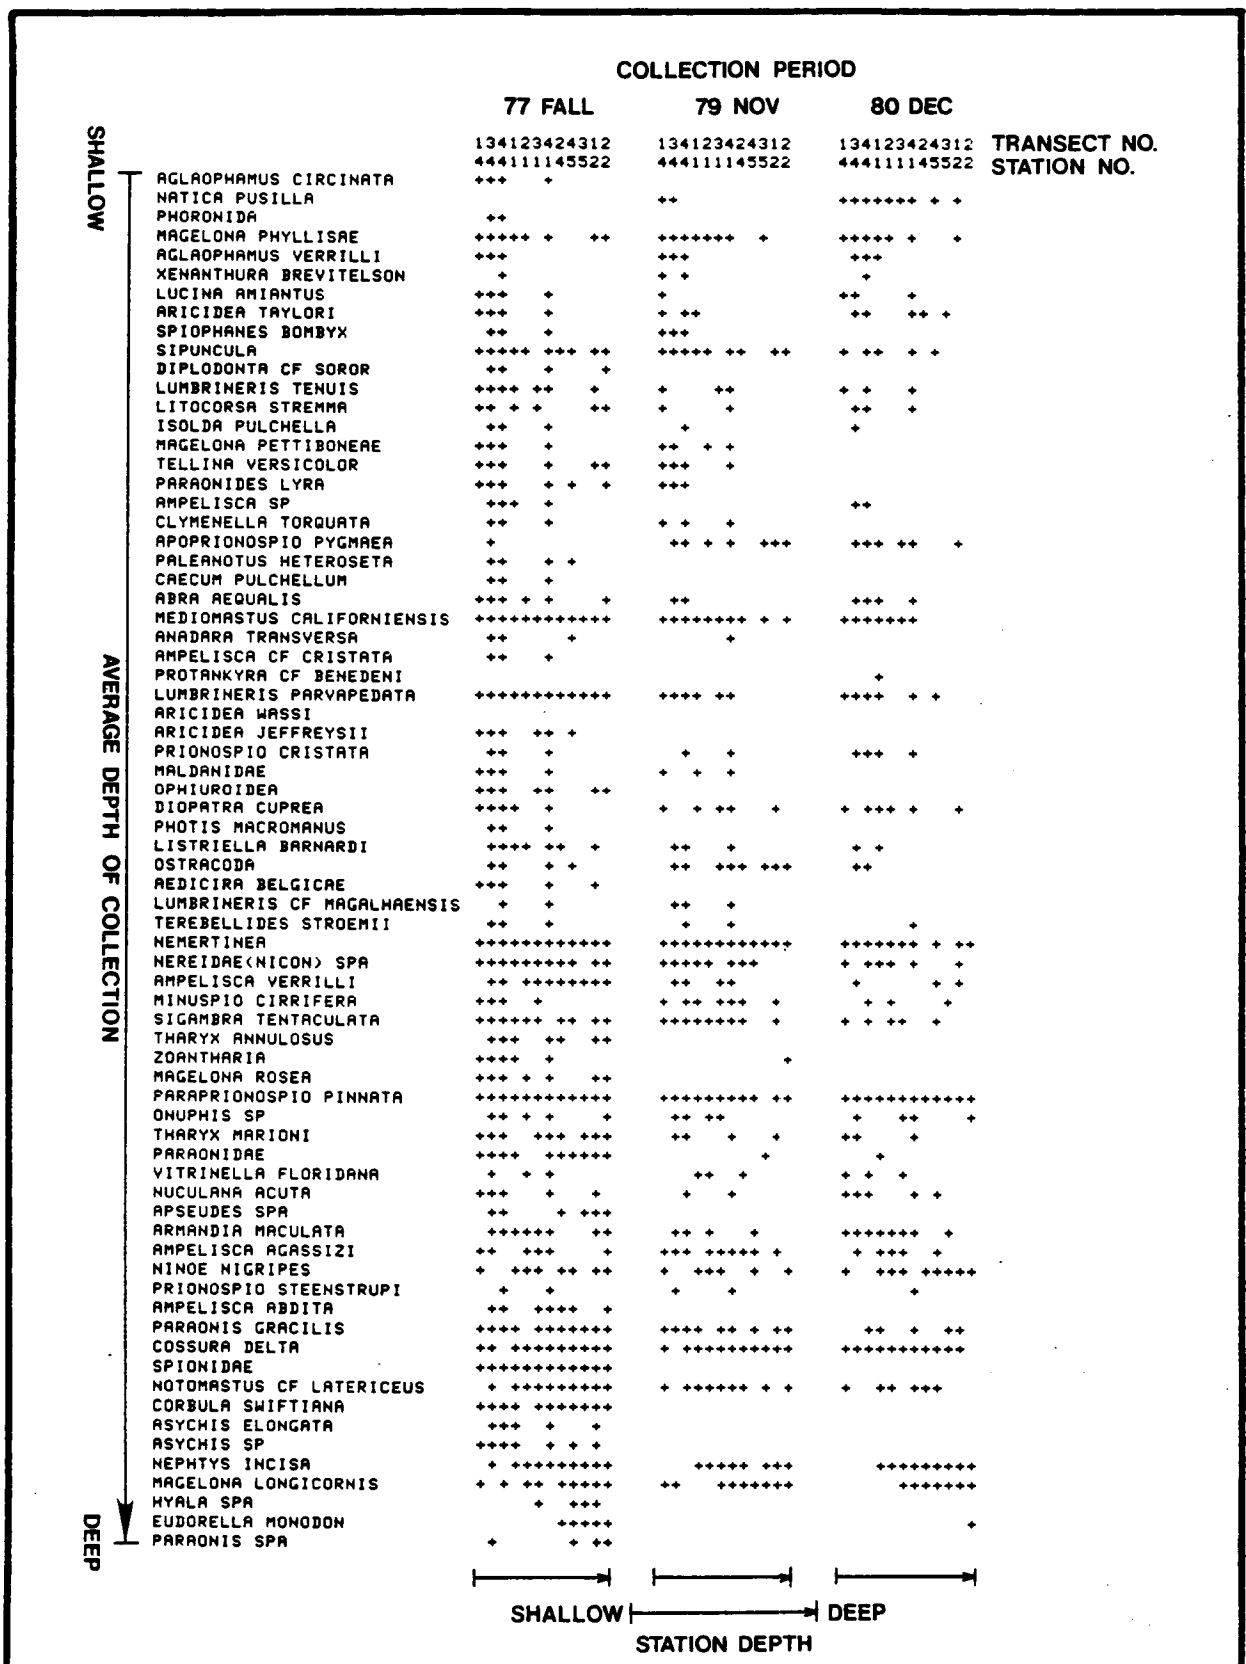 COLLECTION PERIOD
77 FALL 79 NOV 80 DEC
134123424312 134123424312 134123424312 TRANSECT NO.
444111145522 444111145522 444111145522 STATION NO.
SHALLOW
AGLAOPHAMUS CIRCINATA
NATICA PUSILLA
PHORONIDA
MAGELONA PHYLLISAE
AGLAOPHAMUS VERRILLI
XENANTHURA BREVITELSON
LUCINA AMIANTUS
ARICIDEA TAYLORI
SPIOPHANES BOMBYX
SIPUNCULA
DIPLODONTA CF SOROR
LUMBRINERIS TENUIS
LITOCORSA STREMMA
ISOLDA PULCHELLA
MAGELONA PETTIBONEAE
TELLINA VERSICOLOR
PARAONIDES LYRA
AMPELISCA SP
CLYMENELLA TORQUATA
APOPRIONOSPIO PYGMAEA
PALEANOTUS HETEROSETA
CAECUM PULCHELLUM
ABRA AEQUALIS
MEDIOMASTUS CALIFORNIENSIS
ANADARA TRANSVERSA
AMPELISCA CF CRISTATA
PROTANKYRA CF BENEDENI
LUMBRINERIS PARVAPEDATA
ARICIDEA WASSI
ARICIDEA JEFFREYSII
PRIONOSPIO CRISTATA
MALDANIDAE
OPHIUROIDEA
DIOPATRA CUPREA
PHOTIS MACROMANUS
LISTRIELLA BARNARDI
OSTRACODA
AEDICIRA BELGICAE
LUMBRINERIS CF MAGALHAENSIS
TEREBELLIDES STROEMII
NEMERTINEA
NEREIDAE(NICON) SPA
AMPELISCA VERRILLI
MINUSPIO CIRRIFERA
SIGAMBRA TENTACULATA
THARYX ANNULOSUS
ZOANTHARIA
MAGELONA ROSEA
PARAPRIONOSPIO PINNATA
ONUPHIS SP
THARYX MARIONI
PARAONIDAE
VITRINELLA FLORIDANA
NUCULANA ACUTA
APSEUDES SPA
ARMANDIA MACULATA
AMPELISCA AGASSIZI
NINOE NIGRIPES
PRIONOSPIO STEENSTRUPI
AMPELISCA ABDITA
PARAONIS GRACILIS
COSSURA DELTA
SPIONIDAE
NOTOMASTUS CF LATERICEUS
CORBULA SWIFTIANA
ASYCHIS ELONGATA
ASYCHIS SP
NEPHTYS INCISA
MAGELONA LONGICORNIS
HYALA SPA
EUDORELLA MONODON
PARAONIS SPA
AVERAGE DEPTH OF COLLECTION
DEEP
SHALLOW DEEP
STATION DEPTH